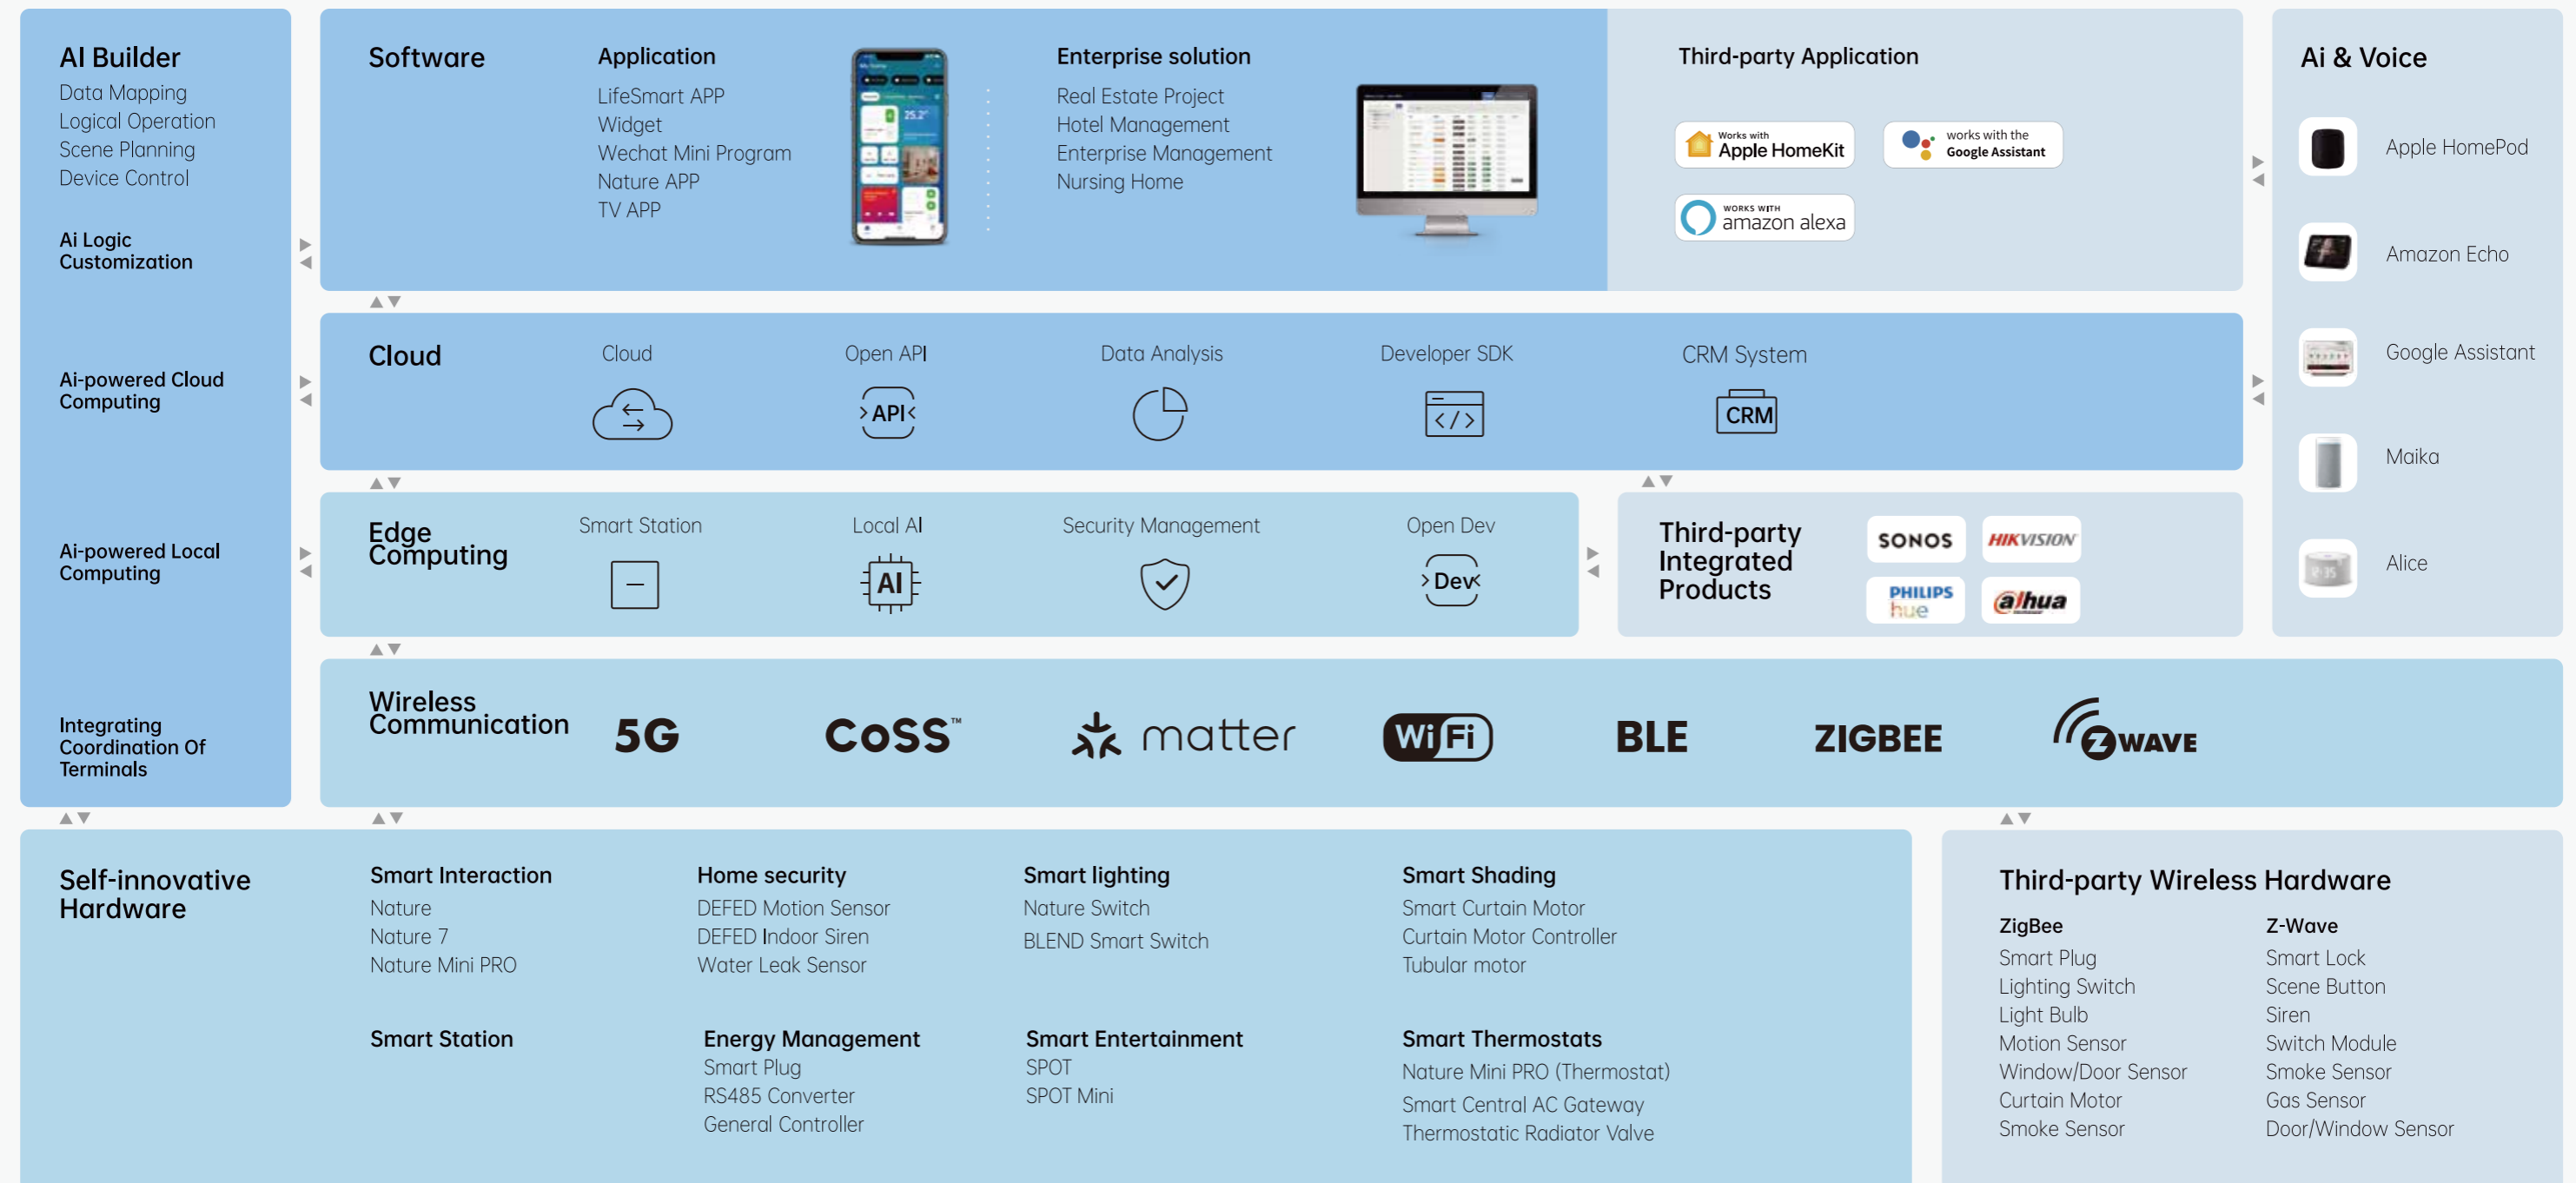 AI Builder
Data Mapping
Logical Operation
Scene Planning
Device Control
Ai Logic
Customization
Ai-powered Cloud
Computing
Ai-powered Local
Computing
Integrating
Coordination Of
Terminals
Software
Application
LifeSmart APP
Widget
Wechat Mini Program
Nature APP
TV APP
25.2°
Enterprise solution
Real Estate Project
Hotel Management
Enterprise Management
Nursing Home
Third-party Application
Works with
Apple HomeKit
works with the
Google Assistant
WORKS WITH
amazon alexa
Ai & Voice
Apple HomePod
Amazon Echo
Google Assistant
Maika
Alice
12:35
Cloud
Cloud
Open API
Data Analysis
Developer SDK
CRM System
API
</>
CRM
Edge
Computing
Smart Station
Local AI
Security Management
Open Dev
AI
Dev
Third-party
Integrated
Products
SONOS
HIKVISION
PHILIPS
hue
alhua
Wireless
Communication
5G
CoSS™
matter
WiFi
BLE
ZIGBEE
Z WAVE
Self-innovative
Hardware
Smart Interaction
Nature
Nature 7
Nature Mini PRO
Home security
DEFED Motion Sensor
DEFED Indoor Siren
Water Leak Sensor
Smart lighting
Nature Switch
BLEND Smart Switch
Smart Shading
Smart Curtain Motor
Curtain Motor Controller
Tubular motor
Smart Station
Energy Management
Smart Plug
RS485 Converter
General Controller
Smart Entertainment
SPOT
SPOT Mini
Smart Thermostats
Nature Mini PRO (Thermostat)
Smart Central AC Gateway
Thermostatic Radiator Valve
Third-party Wireless Hardware
ZigBee
Smart Plug
Lighting Switch
Light Bulb
Motion Sensor
Window/Door Sensor
Curtain Motor
Smoke Sensor
Z-Wave
Smart Lock
Scene Button
Siren
Switch Module
Smoke Sensor
Gas Sensor
Door/Window Sensor